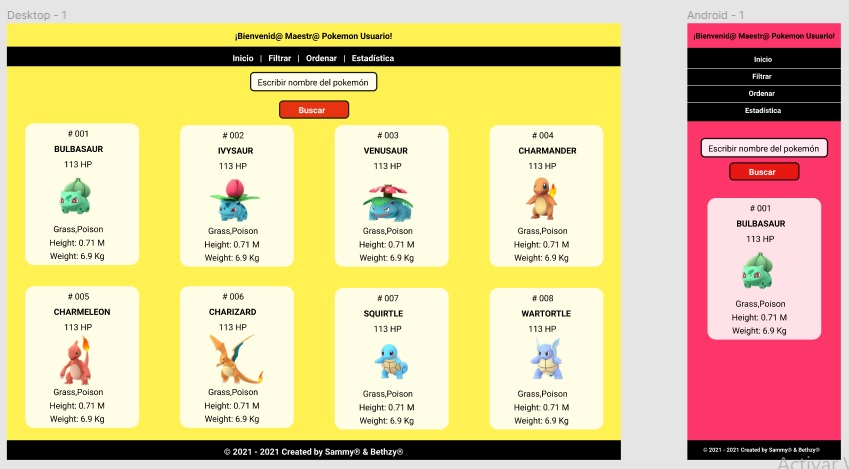 Desktop - 1
¡Bienvenid@ Maestr@ Pokemon Usuario!
Inicio | Filtrar | Ordenar | Estadística
Escribir nombre del pokemón
Buscar
# 001
BULBASAUR
113 HP
Grass,Poison
Height: 0.71 M
Weight: 6.9 Kg
# 002
IVYSAUR
113 HP
Grass,Poison
Height: 0.71 M
Weight: 6.9 Kg
# 003
VENUSAUR
113 HP
Grass,Poison
Height: 0.71 M
Weight: 6.9 Kg
# 004
CHARMANDER
113 HP
Grass,Poison
Height: 0.71 M
Weight: 6.9 Kg
# 005
CHARMELEON
113 HP
Grass,Poison
Height: 0.71 M
Weight: 6.9 Kg
# 006
CHARIZARD
113 HP
Grass,Poison
Height: 0.71 M
Weight: 6.9 Kg
# 007
SQUIRTLE
113 HP
Grass,Poison
Height: 0.71 M
Weight: 6.9 Kg
# 008
WARTORTLE
113 HP
Grass,Poison
Height: 0.71 M
Weight: 6.9 Kg
© 2021 - 2021 Created by Sammy® & Bethzy®
Android - 1
¡Bienvenid@ Maestr@ Pokemon Usuario!
Inicio
Filtrar
Ordenar
Estadística
Escribir nombre del pokemón
Buscar
# 001
BULBASAUR
113 HP
Grass,Poison
Height: 0.71 M
Weight: 6.9 Kg
© 2021 - 2021 Created by Sammy® & Bethzy®
Activar